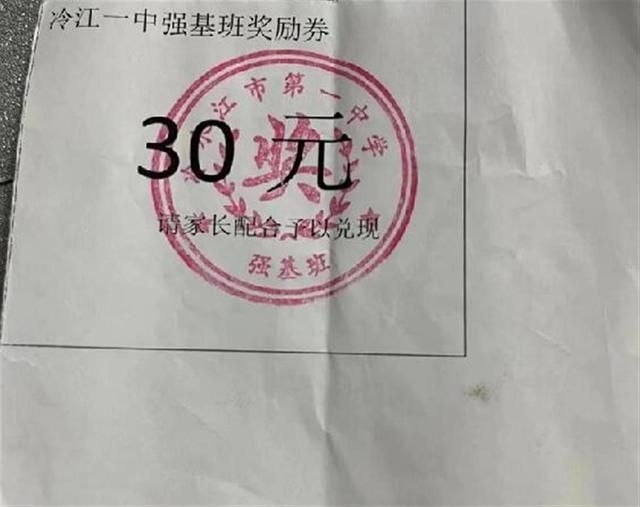 冷江一中强基班奖励券
江市第一中学
奖
30元
请家长配合予以兑现
强基班